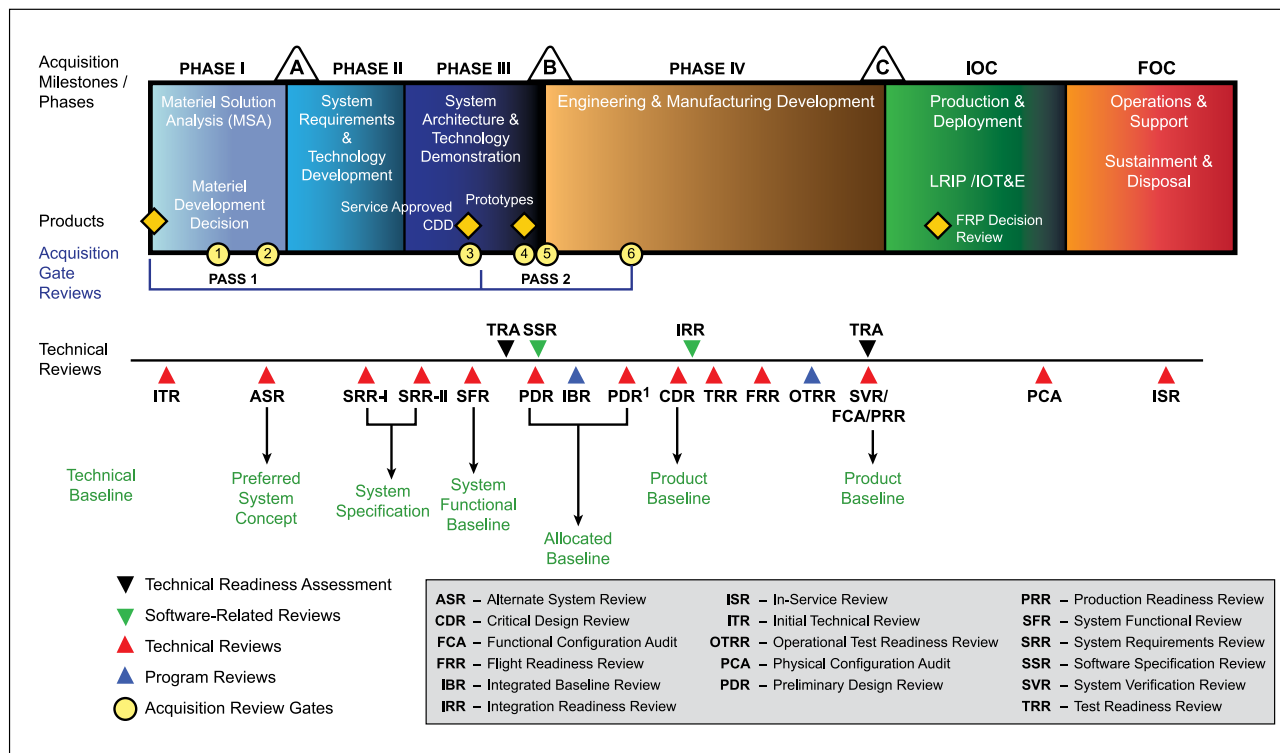 Acquisition
Milestones /
Phases
PHASE I
A
PHASE II
PHASE III
B
PHASE IV
C
IOC
FOC
Materiel Solution
Analysis (MSA)
Materiel
Development
Decision
System
Requirements
&
Technology
Development
System
Architecture &
Technology
Demonstration
Service Approved
CDD
Prototypes
Engineering & Manufacturing Development
Production &
Deployment
LRIP /IOT&E
FRP Decision
Review
Operations &
Support
Sustainment &
Disposal
Products
Acquisition
Gate
Reviews
1
2
3
4
5
6
PASS 1
PASS 2
Technical
Reviews
TRA
SSR
IRR
TRA
ITR
ASR
SRR-I
SRR-II
SFR
PDR
IBR
PDR1
CDR
TRR
FRR
OTRR
SVR/
FCA/PRR
PCA
ISR
Technical
Baseline
Preferred
System
Concept
System
Specification
System
Functional
Baseline
Allocated
Baseline
Product
Baseline
Product
Baseline
Technical Readiness Assessment
Software-Related Reviews
Technical Reviews
Program Reviews
Acquisition Review Gates
ASR – Alternate System Review
CDR – Critical Design Review
FCA – Functional Configuration Audit
FRR – Flight Readiness Review
IBR – Integrated Baseline Review
IRR – Integration Readiness Review
ISR – In-Service Review
ITR – Initial Technical Review
OTRR – Operational Test Readiness Review
PCA – Physical Configuration Audit
PDR – Preliminary Design Review
PRR – Production Readiness Review
SFR – System Functional Review
SRR – System Requirements Review
SSR – Software Specification Review
SVR – System Verification Review
TRR – Test Readiness Review